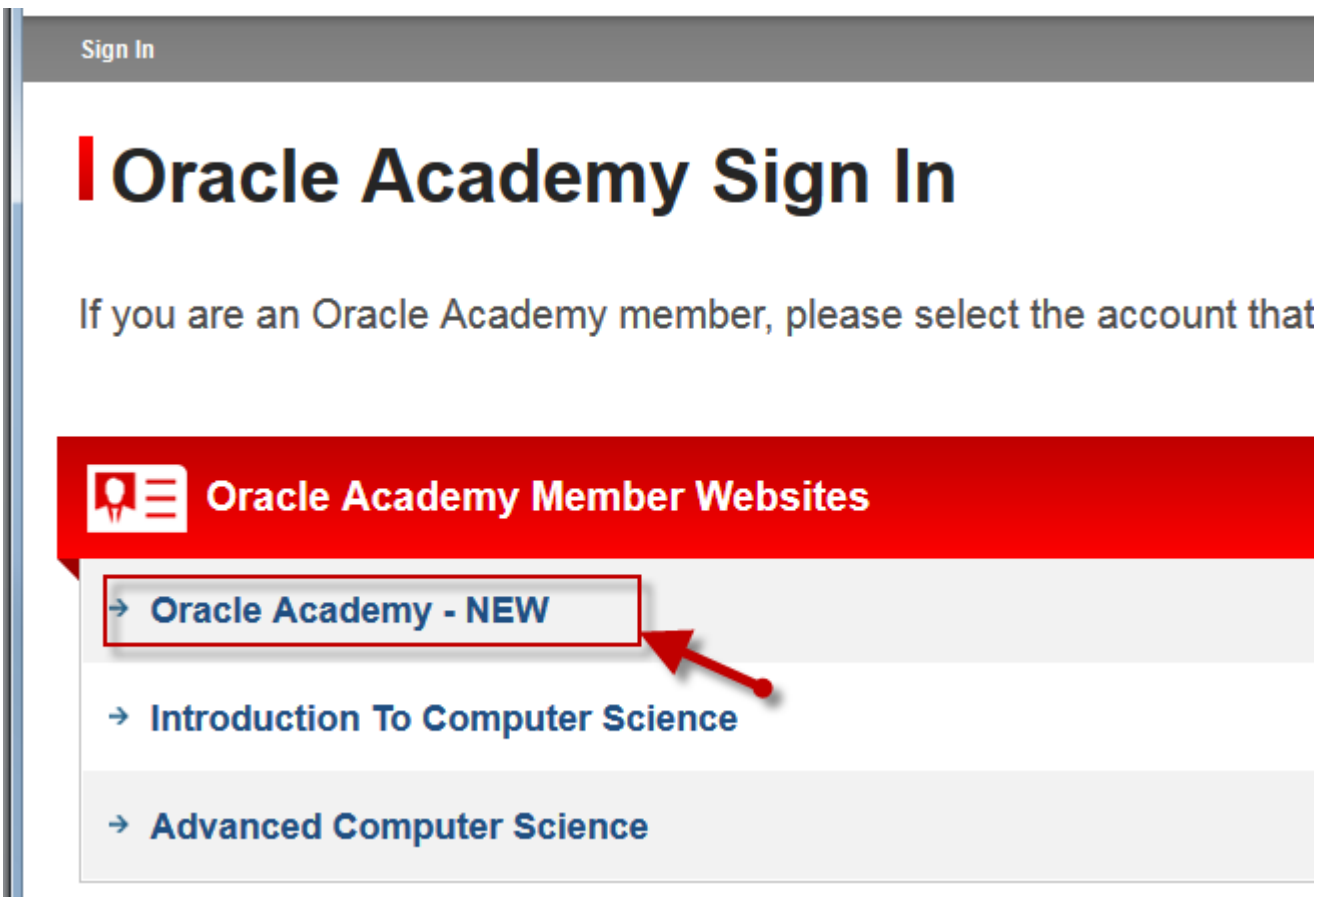 Sign In
Oracle Academy Sign In
If you are an Oracle Academy member, please select the account that
Oracle Academy Member Websites
Oracle Academy - NEW
Introduction To Computer Science
Advanced Computer Science